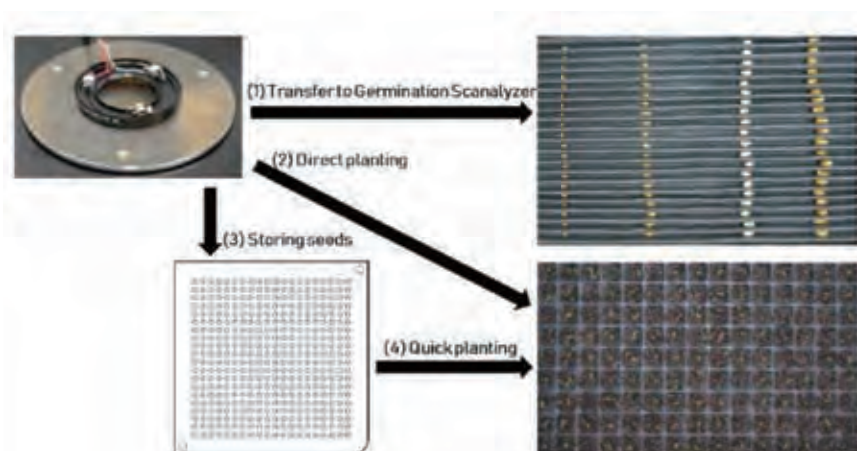 (1) Transfer to Germination Scanalyzer
(2) Direct planting
(3) Storing seeds
(4) Quick planting